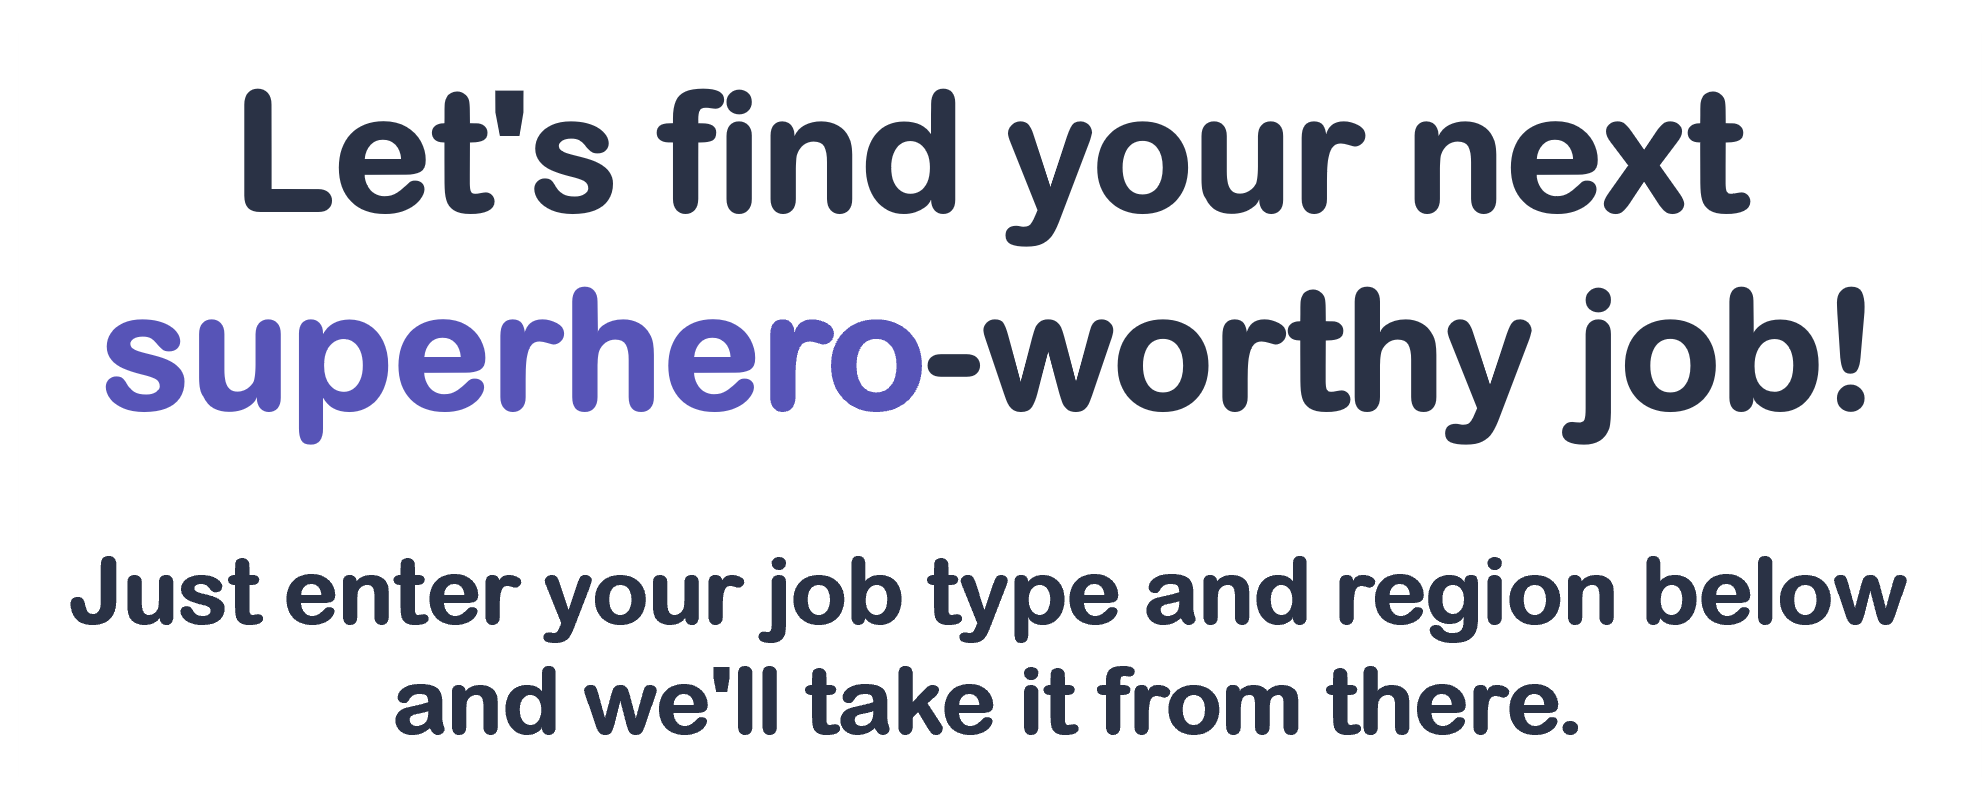 Let's find your next
superhero-worthy job!
Just enter your job type and region below
and we'll take it from there.